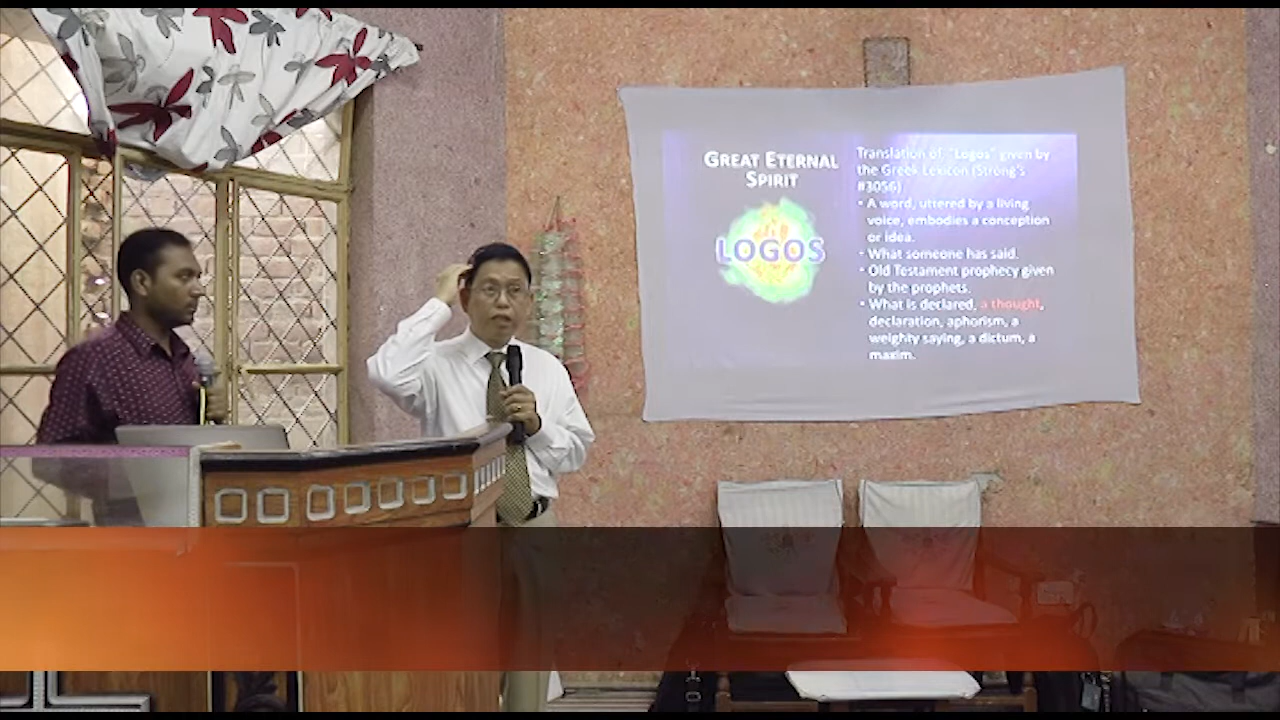 GREAT ETERNAL
SPIRIT
LOGOS
Translation of "Logos" given by
the Greek Lexicon (Strong's
#3056)
• A word, uttered by a living
voice, embodies a conception
or idea.
• What someone has said.
• Old Testament prophecy given
by the prophets.
• What is declared, a thought,
declaration, aphorism, a
weighty saying, a dictum, a
maxim.